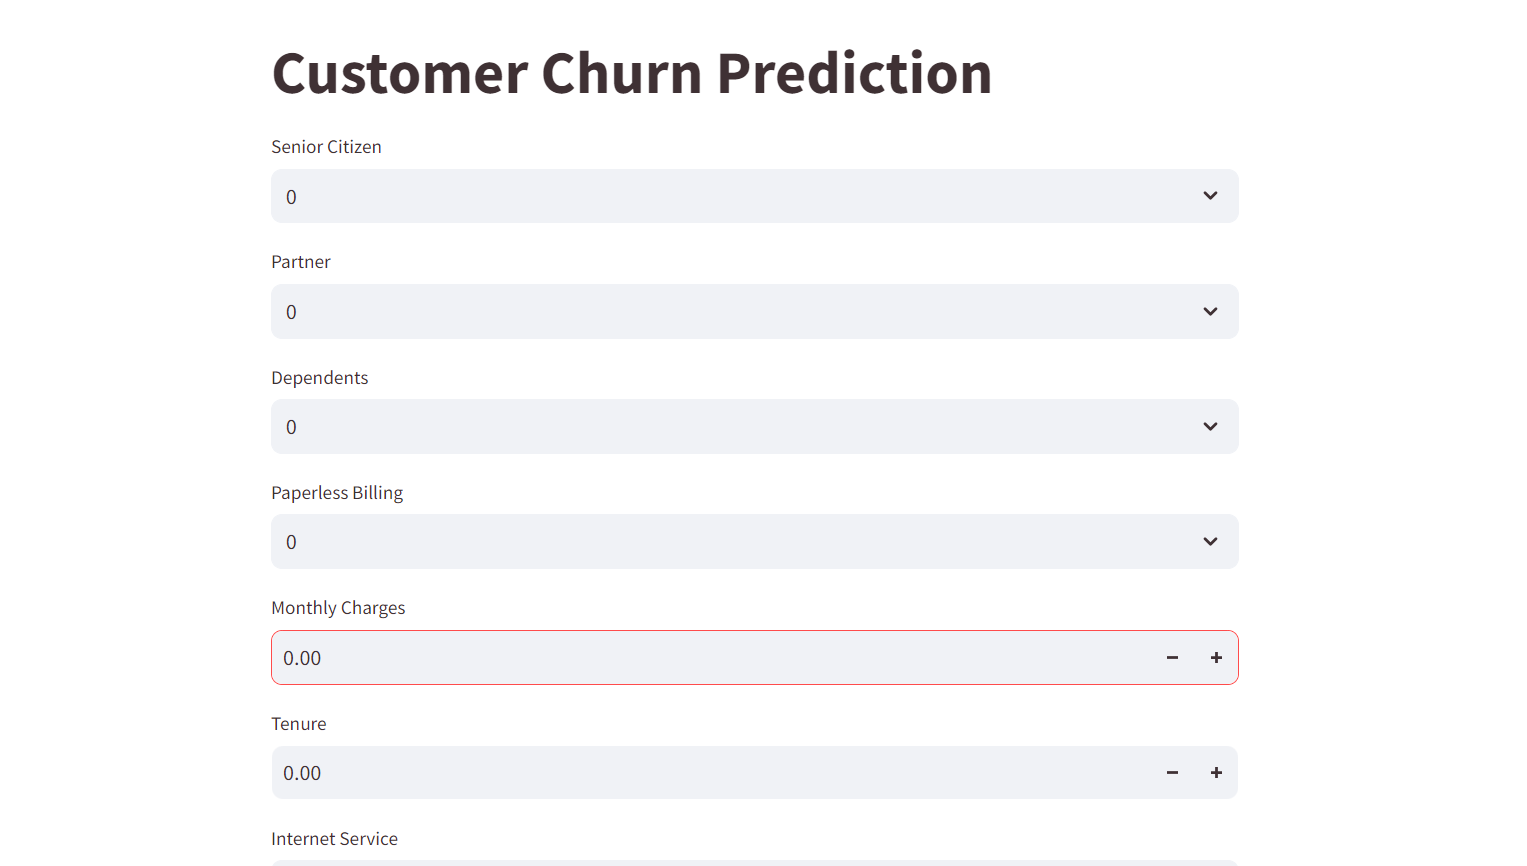 Customer Churn Prediction
Senior Citizen
0
Partner
0
Dependents
0
Paperless Billing
0
Monthly Charges
0.00
Tenure
0.00
Internet Service